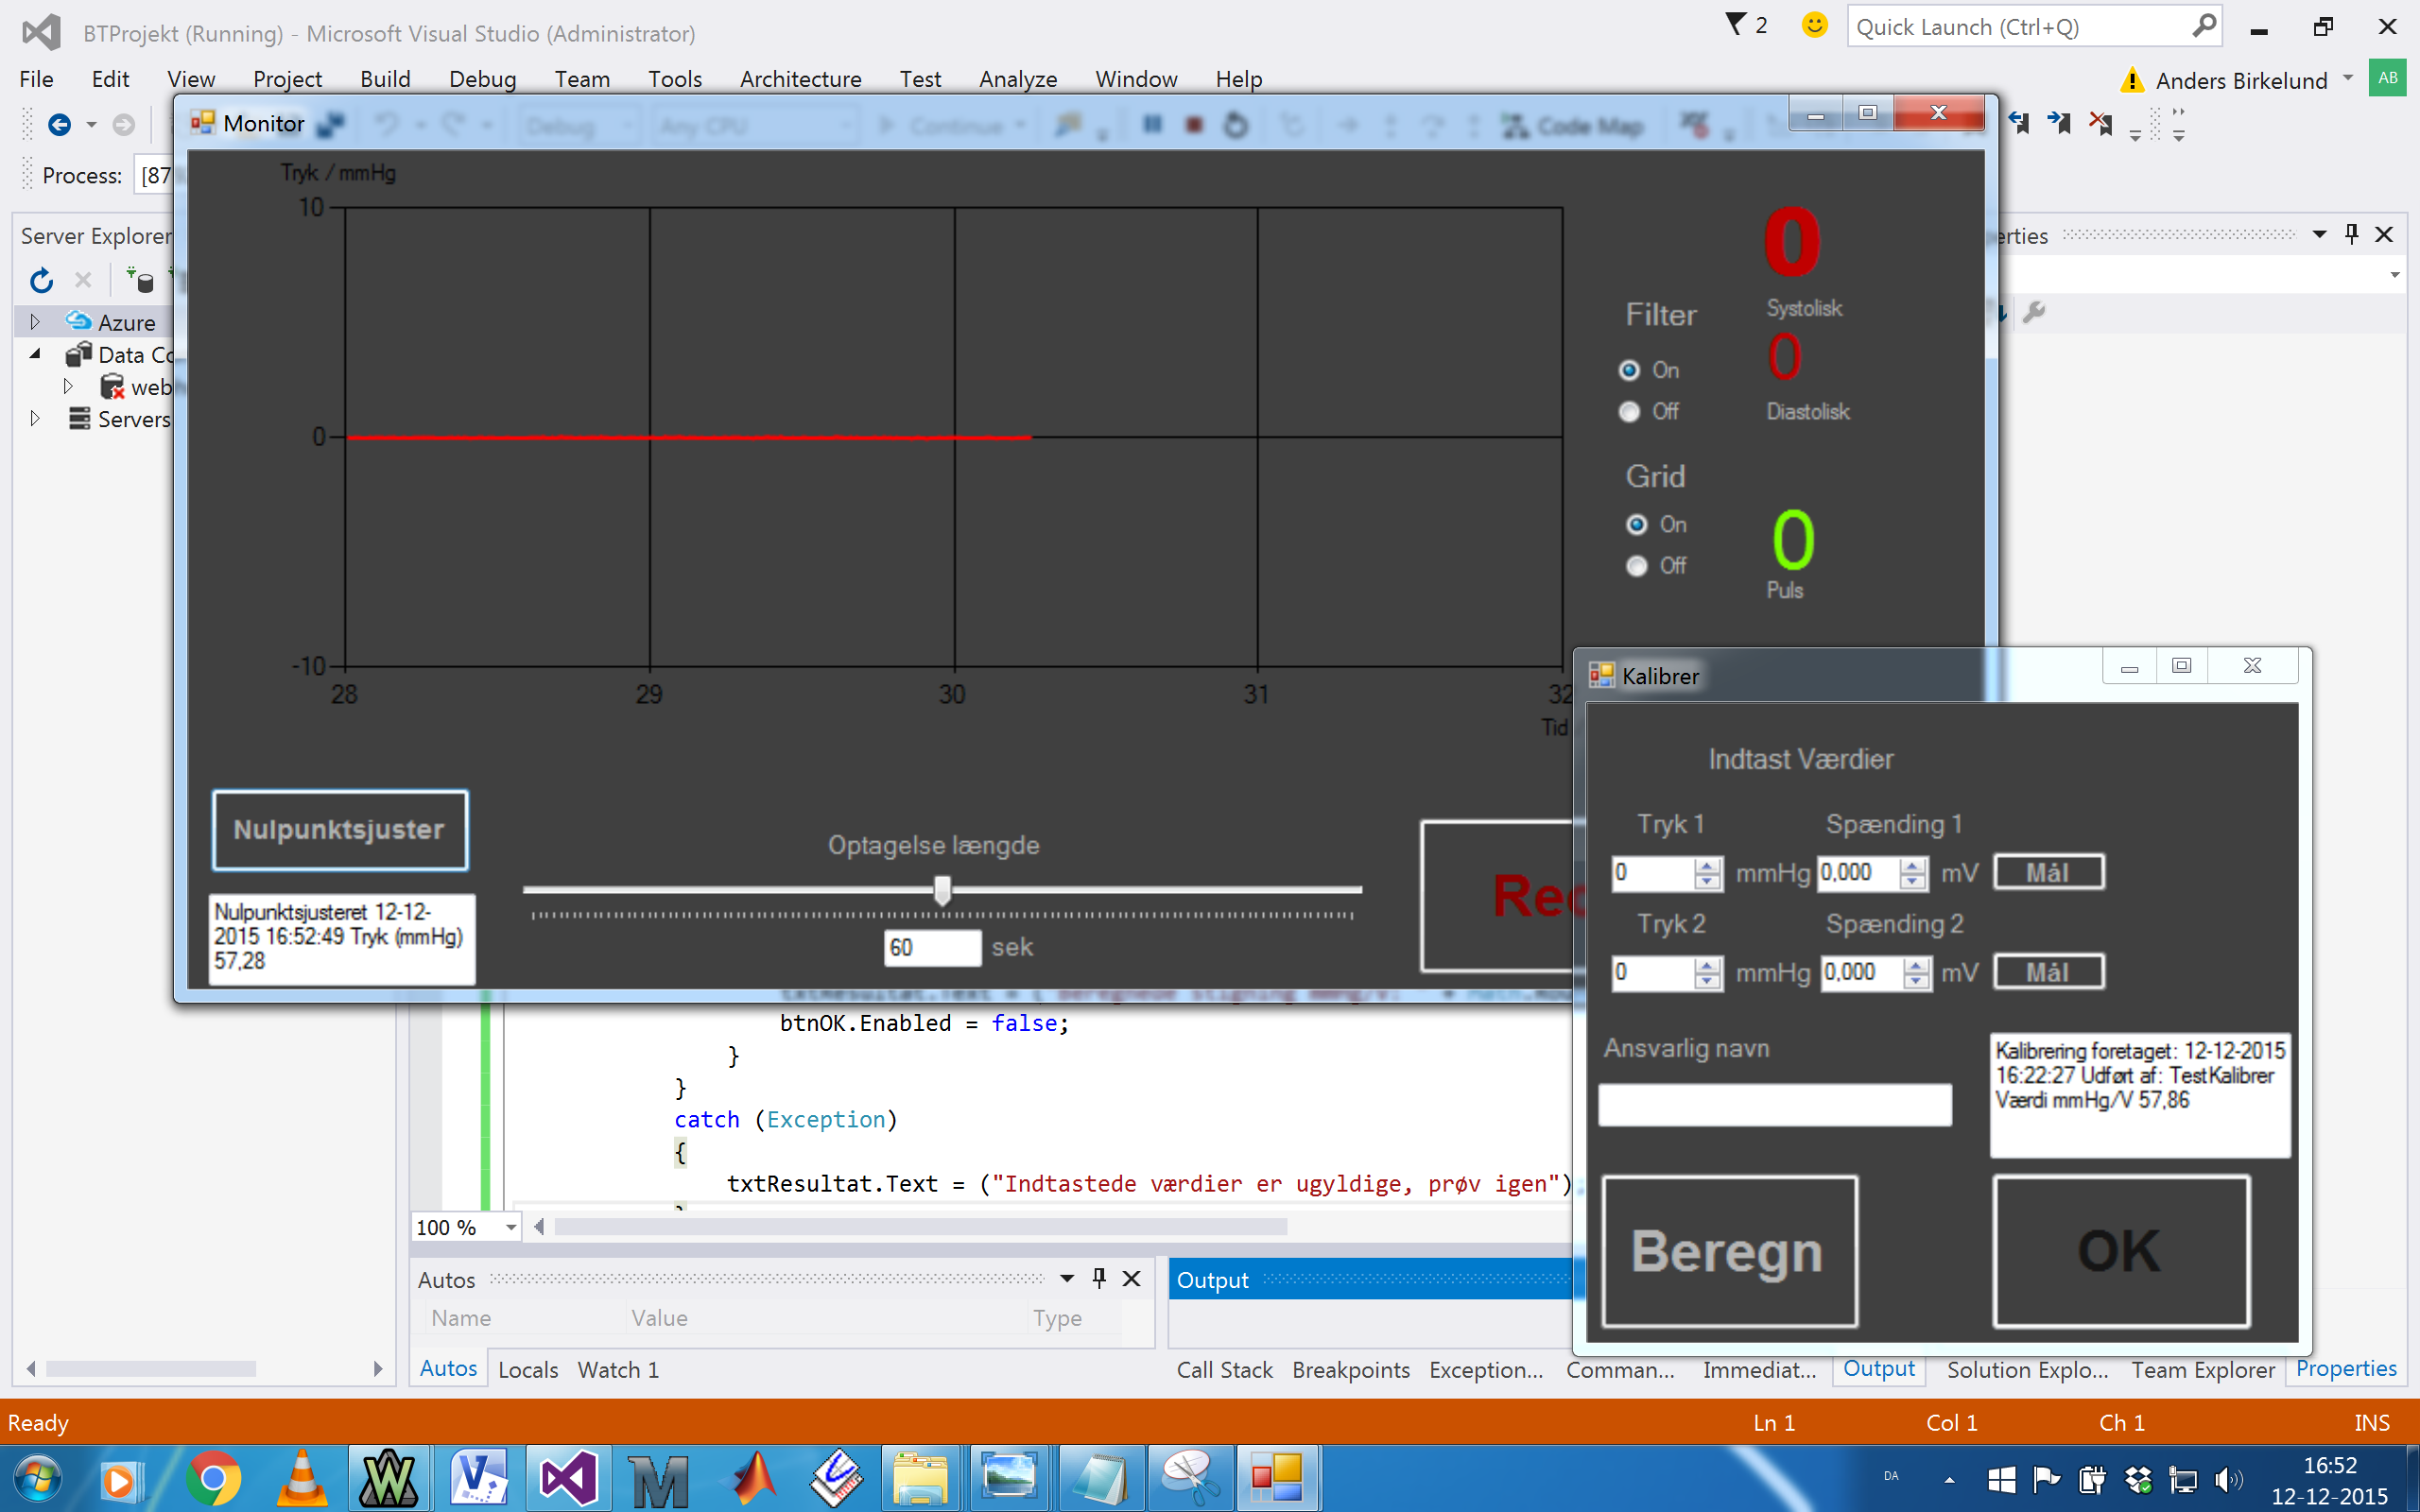 BTProjekt (Running) - Microsoft Visual Studio (Administrator)
2
Quick Launch (Ctrl+Q)
File Edit View Project Build Debug Team Tools Architecture Test Analyze Window Help
Anders Birkelund AB
Monitor
Debug Any CPU Continue Code Map
Process: [87
Server Explorer
Azure
Data Co
web
Servers
erties
Tryk / mmHg
10
0
-10
28 29 30 31 32
Tid
Filter
On
Off
Grid
On
Off
0
Systolisk
0
Diastolisk
0
Puls
Nulpunktsjuster
Nulpunktsjusteret 12-12-
2015 16:52:49 Tryk (mmHg)
57,28
Optagelse længde
60 sek
Rec
Kalibrer
Indtast Værdier
Tryk 1 Spænding 1
0 mmHg 0,000 mV Mål
Tryk 2 Spænding 2
0 mmHg 0,000 mV Mål
Ansvarlig navn
Kalibrering foretaget: 12-12-2015
16:22:27 Udført af: TestKalibrer
Værdi mmHg/V 57,86
Beregn OK
btnOK.Enabled = false;
}
}
catch (Exception)
{
txtResultat.Text = ("Indtastede værdier er ugyldige, prøv igen");
100 %
Autos
Name Value Type
Autos Locals Watch 1
Output
Call Stack Breakpoints Exception... Comman... Immediat... Output Solution Explo... Team Explorer Properties
Ready Ln 1 Col 1 Ch 1 INS
DA
16:52
12-12-2015